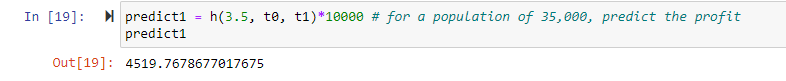 In [19]: predict1 = h(3.5, t0, t1)*10000 # for a population of 35,000, predict the profit
predict1
Out[19]: 4519.7678677017675